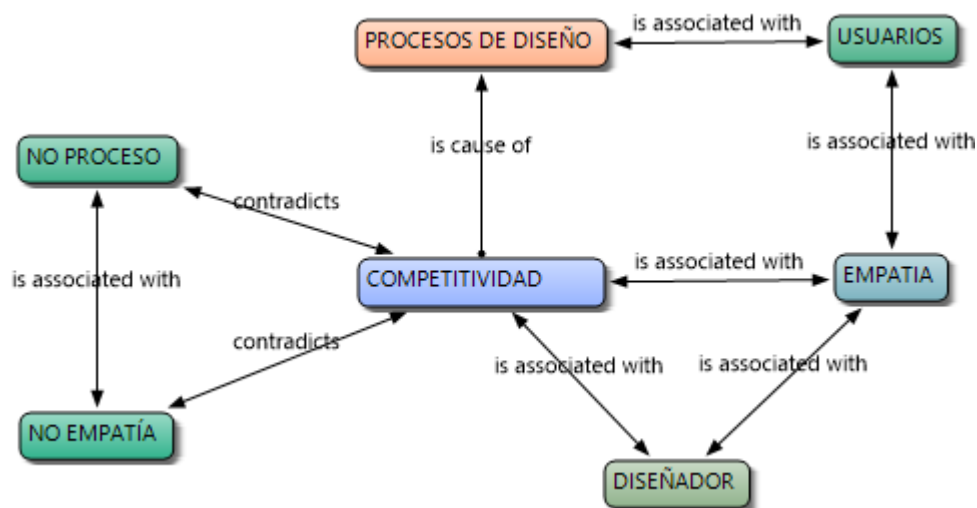 is associated with
PROCESOS DE DISEÑO
USUARIOS
is cause of
is associated with
NO PROCESO
contradicts
is associated with
is associated with
COMPETITIVIDAD
EMPATIA
contradicts
is associated with
is associated with
NO EMPATÍA
DISEÑADOR